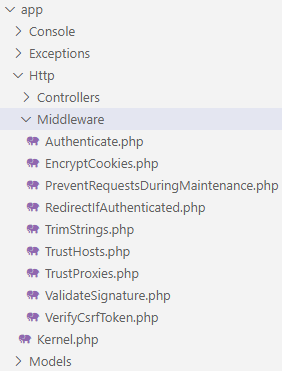 app
Console
Exceptions
Http
Controllers
Middleware
Authenticate.php
EncryptCookies.php
PreventRequestsDuringMaintenance.php
RedirectIfAuthenticated.php
TrimStrings.php
TrustHosts.php
TrustProxies.php
ValidateSignature.php
VerifyCsrfToken.php
Kernel.php
Models